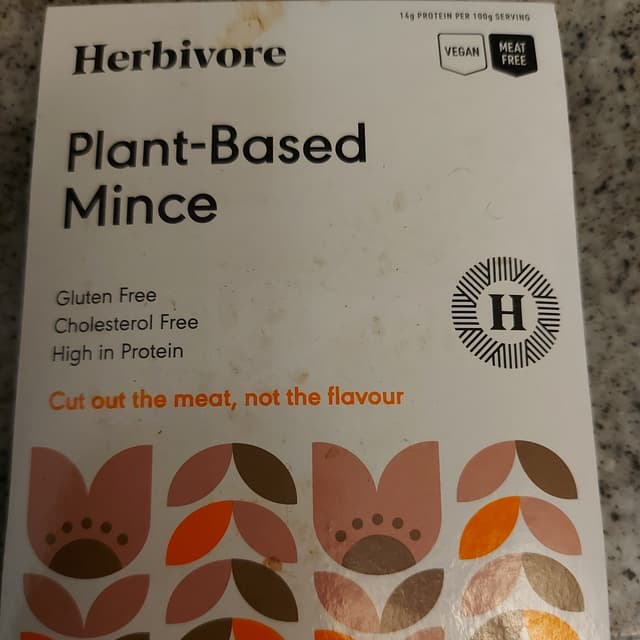 14g PROTEIN PER 100g SERVING
Herbivore
VEGAN
MEAT
FREE
Plant-Based
Mince
Gluten Free
Cholesterol Free
High in Protein
H
Cut out the meat, not the flavour